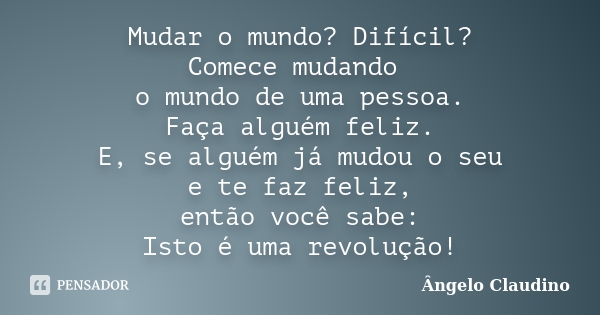 Mudar o mundo? Difícil?
Comece mudando
o mundo de uma pessoa.
Faça alguém feliz.
E, se alguém já mudou o seu
e te faz feliz,
então você sabe:
Isto é uma revolução!
PENSADOR
Ângelo Claudino